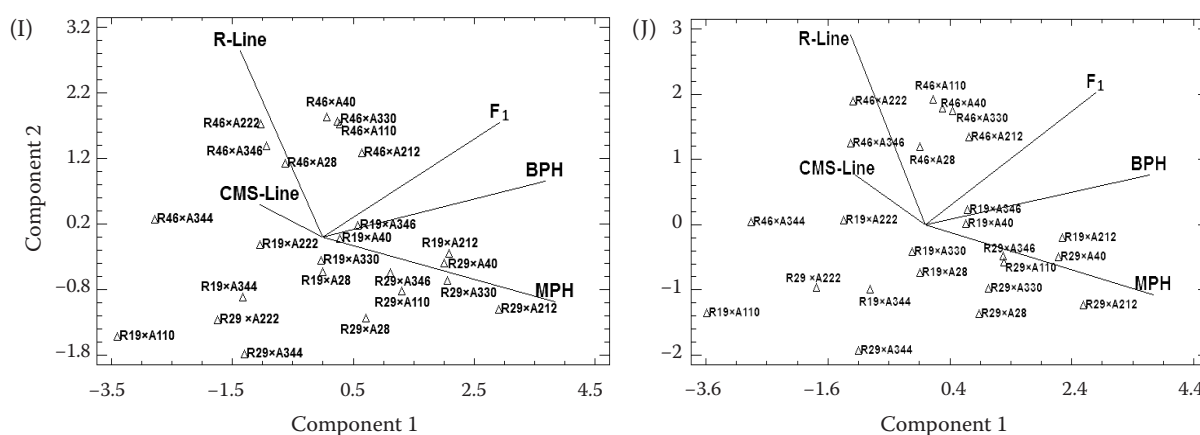 (I)
3.2
2.2
1.2
0.2
−0.8
−1.8
Component 2
R-Line
R46×A40
R46×A330
R46×A110
R46×A222
R46×A346
R46×A28
R46×A212
F1
BPH
CMS-Line
R46×A344
R19×A346
R19×A40
R19×A222
R19×A212
R19×A330
R29×A40
R19×A28
R29×A346
R29×A330
MPH
R19×A344
R29×A110
R29×A212
R29 ×A222
R29×A28
R19×A110
R29×A344
−3.5 −1.5 0.5 2.5 4.5
Component 1
(J)
3
2
1
0
−1
−2
R-Line
R46×A110
F1
R46×A222
R46×A40
R46×A330
R46×A212
R46×A346
R46×A28
CMS-Line
BPH
R19×A346
R46×A344
R19×A222
R19×A40
R19×A212
R19×A330
R29×A346
R29×A40
R29×A110
R19×A28
MPH
R29 ×A222
R19×A344
R29×A330
R29×A212
R19×A110
R29×A28
R29×A344
−3.6 −1.6 0.4 2.4 4.4
Component 1